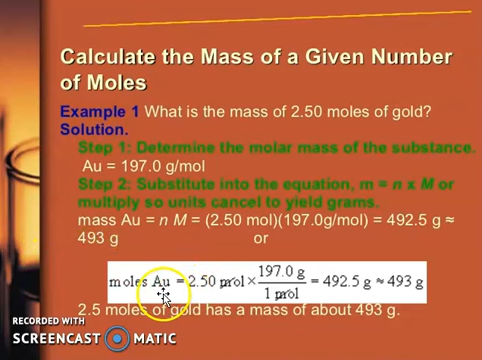 Calculate the Mass of a Given Number
of Moles
Example 1 What is the mass of 2.50 moles of gold?
Solution.
Step 1: Determine the molar mass of the substance.
Au = 197.0 g/mol
Step 2: Substitute into the equation, m = n x M or
multiply so units cancel to yield grams.
mass Au = n M = (2.50 mol)(197.0g/mol) = 492.5 g ≈
493 g or
moles Au = 2.50 mol × 197.0 g / 1 mol = 492.5 g ≈ 493 g
2.5 moles of gold has a mass of about 493 g.
RECORDED WITH
SCREENCAST MATIC